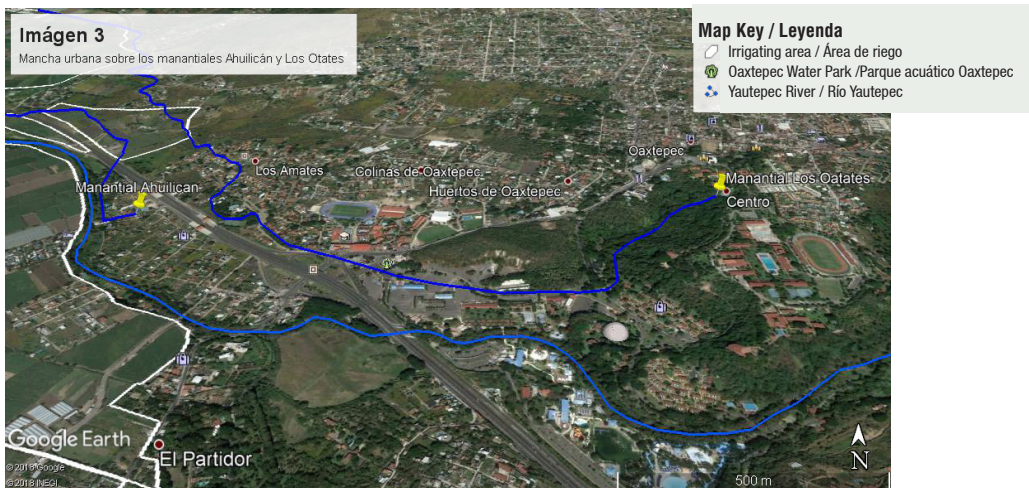 Imágen 3
Mancha urbana sobre los manantiales Ahuilicán y Los Otates
Map Key / Leyenda
Irrigating area / Área de riego
Oaxtepec Water Park /Parque acuático Oaxtepec
Yautepec River / Río Yautepec
Oaxtepec
Los Amates
Colinas de Oaxtepec
Manantial Los Oatates
Manantial Ahuilican
Huertos de Oaxtepec
Centro
El Partidor
Google Earth
© 2018 Google
© 2018 INEGI
500 m
N